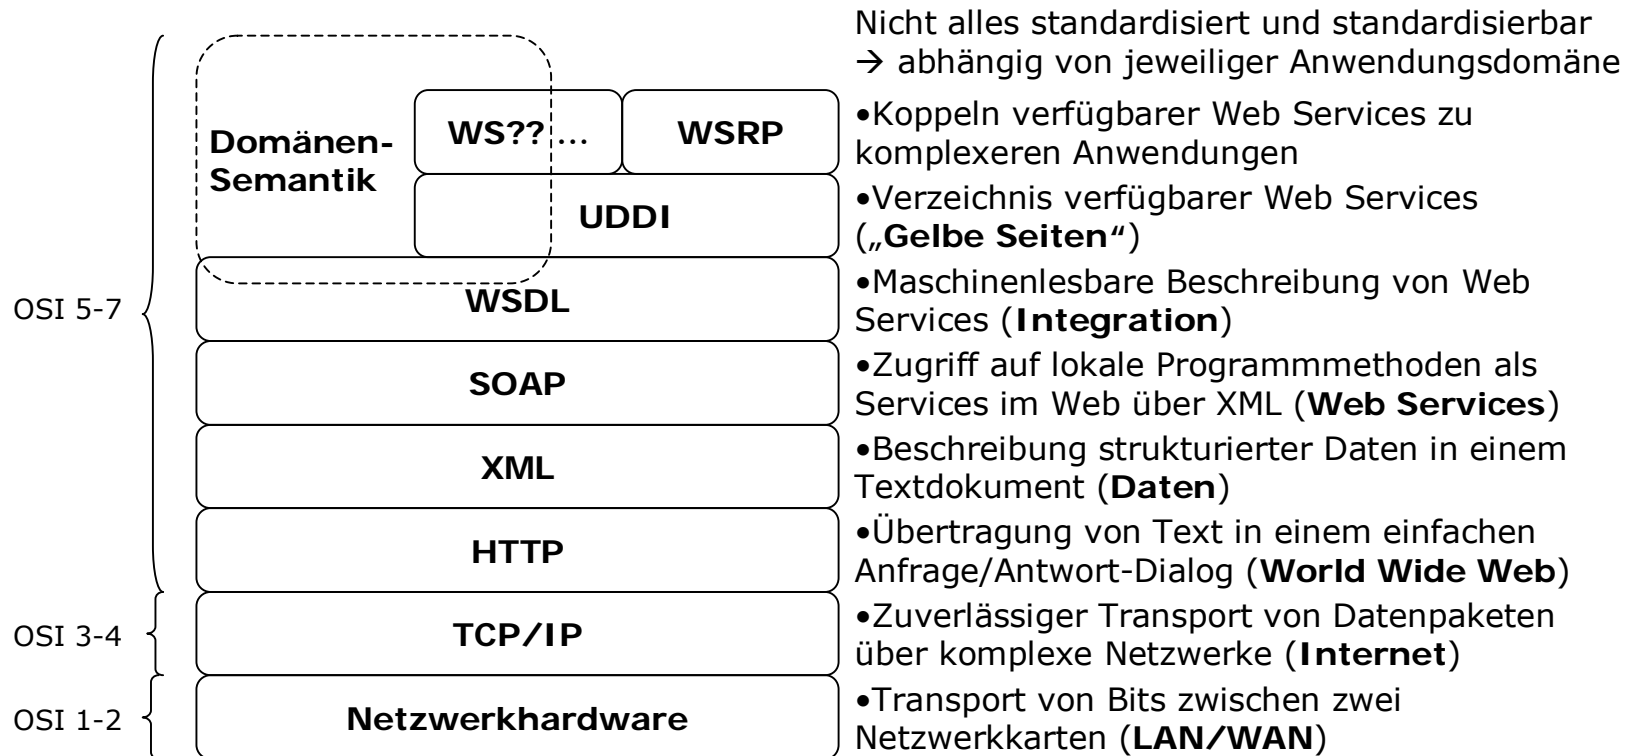 Nicht alles standardisiert und standardisierbar
→ abhängig von jeweiliger Anwendungsdomäne
Domänen-
Semantik
WS?? ...
WSRP
•Koppeln verfügbarer Web Services zu
komplexeren Anwendungen
UDDI
•Verzeichnis verfügbarer Web Services
(„Gelbe Seiten“)
OSI 5-7
WSDL
•Maschinenlesbare Beschreibung von Web
Services (Integration)
SOAP
•Zugriff auf lokale Programmmethoden als
Services im Web über XML (Web Services)
XML
•Beschreibung strukturierter Daten in einem
Textdokument (Daten)
HTTP
•Übertragung von Text in einem einfachen
Anfrage/Antwort-Dialog (World Wide Web)
OSI 3-4
TCP/IP
•Zuverlässiger Transport von Datenpaketen
über komplexe Netzwerke (Internet)
OSI 1-2
Netzwerkhardware
•Transport von Bits zwischen zwei
Netzwerkkarten (LAN/WAN)